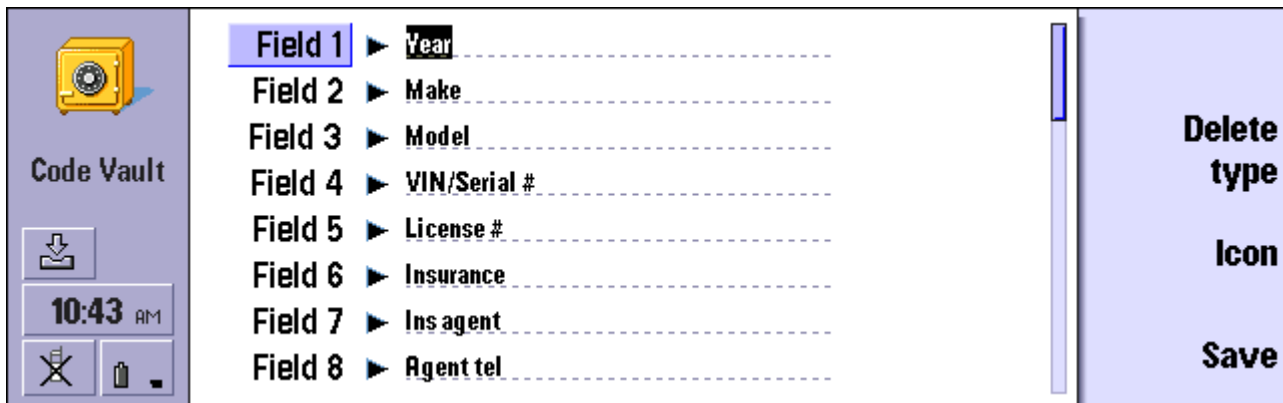 Code Vault
10:43 AM
Field 1 Year
Field 2 Make
Field 3 Model
Field 4 VIN/Serial #
Field 5 License #
Field 6 Insurance
Field 7 Ins agent
Field 8 Agent tel
Delete
type
Icon
Save